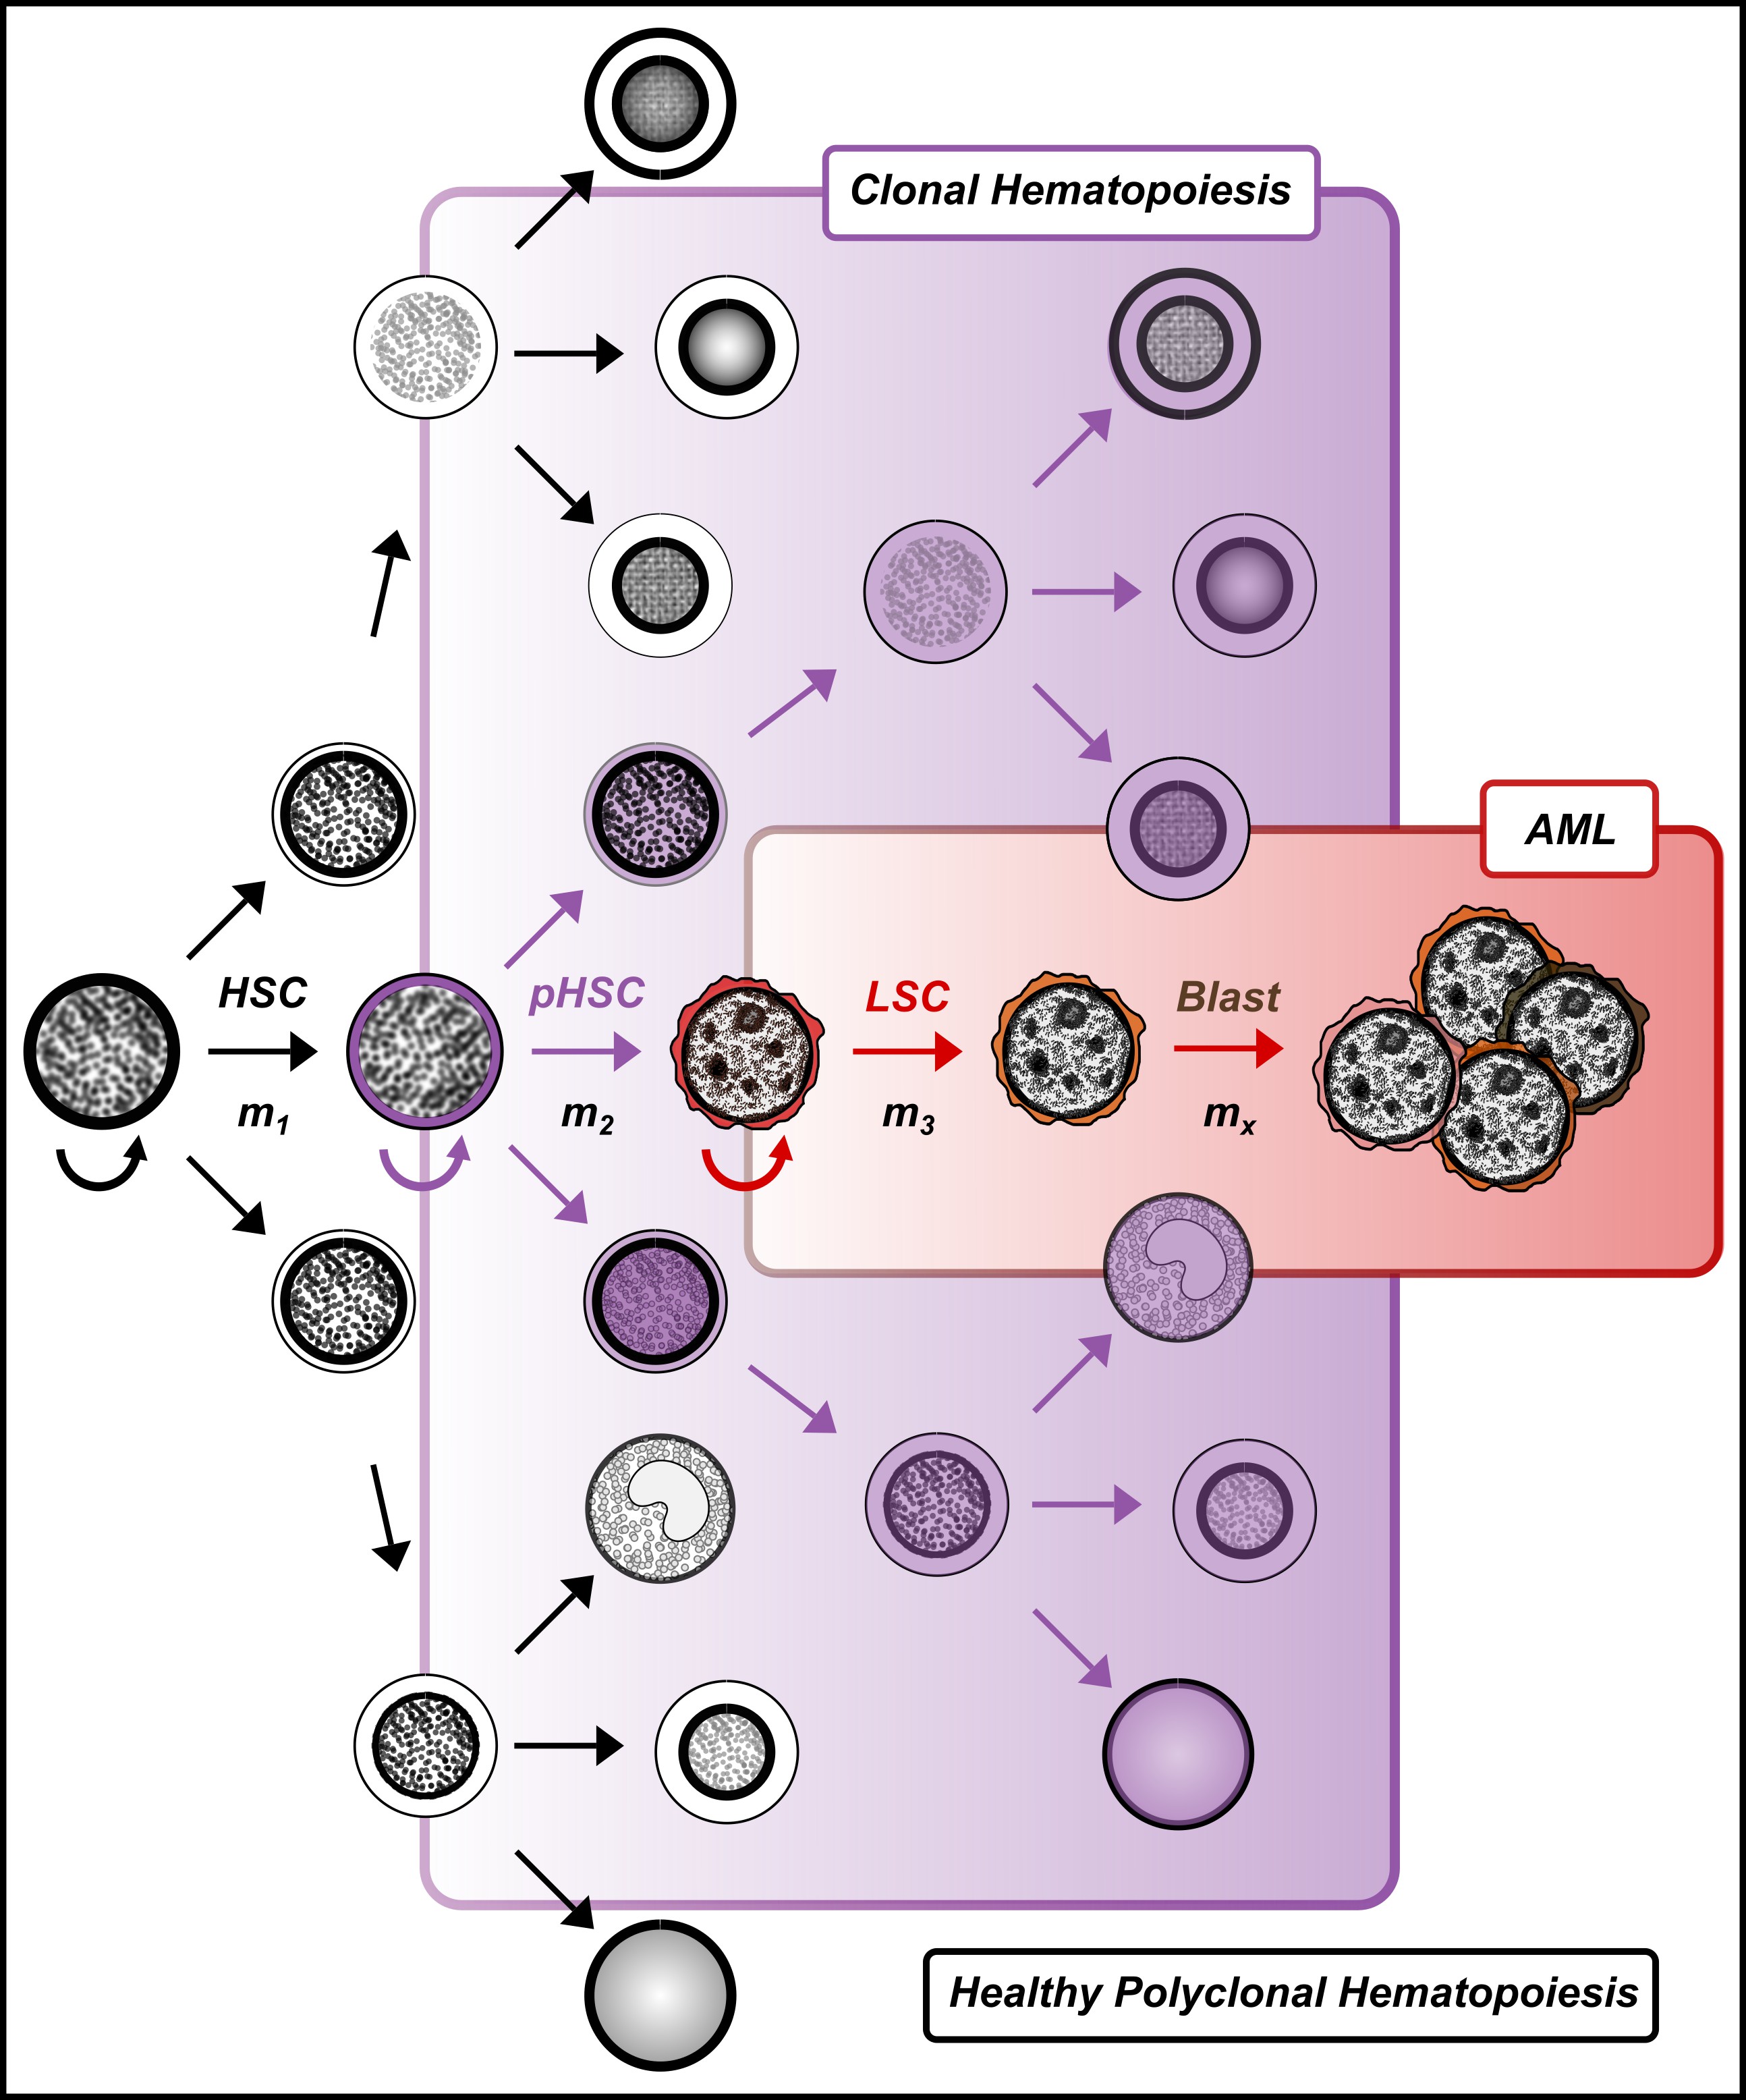 Clonal Hematopoiesis
AML
HSC
pHSC
LSC
Blast
m1
m2
m3
mx
Healthy Polyclonal Hematopoiesis